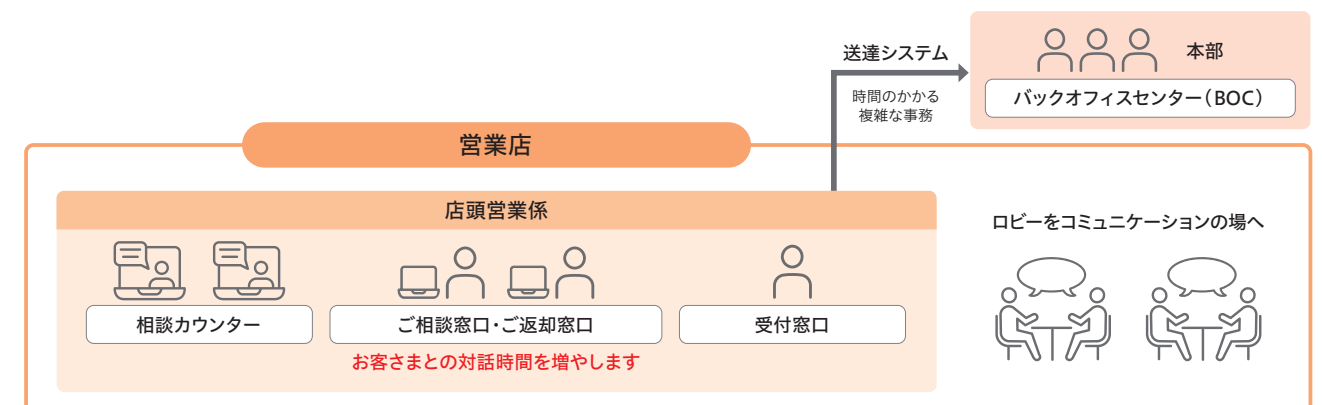 送達システム
時間のかかる
複雑な事務
本部
バックオフィスセンター(BOC)
営業店
店頭営業係
相談カウンター
ご相談窓口・ご返却窓口
受付窓口
お客さまとの対話時間を増やします
ロビーをコミュニケーションの場へ